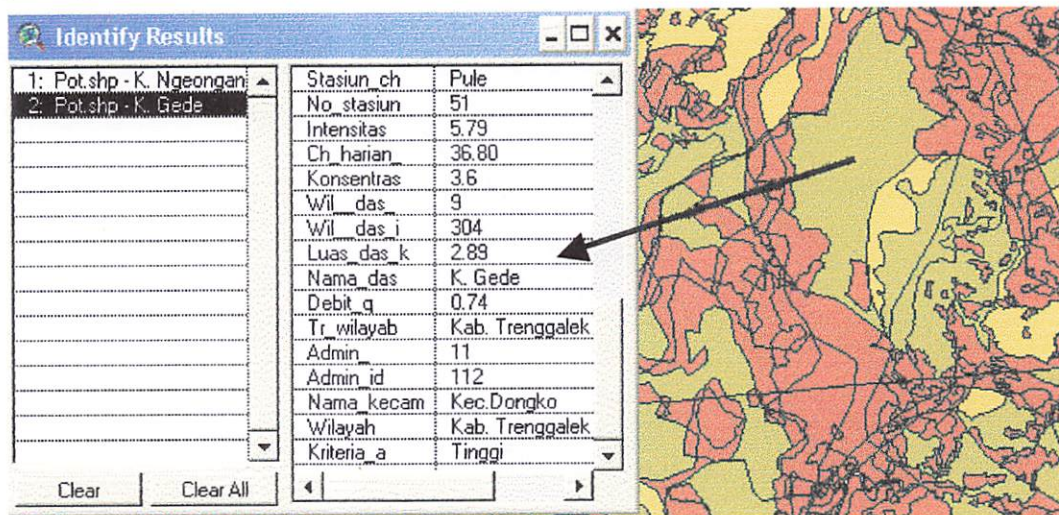 Identify Results
1: Pot.shp - K. Ngeongan
2: Pot.shp - K. Gede
Stasiun_ch Pule
No_stasiun 51
Intensitas 5.79
Ch_harian_ 36.80
Konsentras 3.6
Wil__das_ 9
Wil__das_i 304
Luas_das_k 2.89
Nama_das K. Gede
Debit_q 0.74
Tr_wilayab Kab. Trenggalek
Admin_ 11
Admin_id 112
Nama_kecam Kec.Dongko
Wilayah Kab. Trenggalek
Kriteria_a Tinggi
Clear Clear All